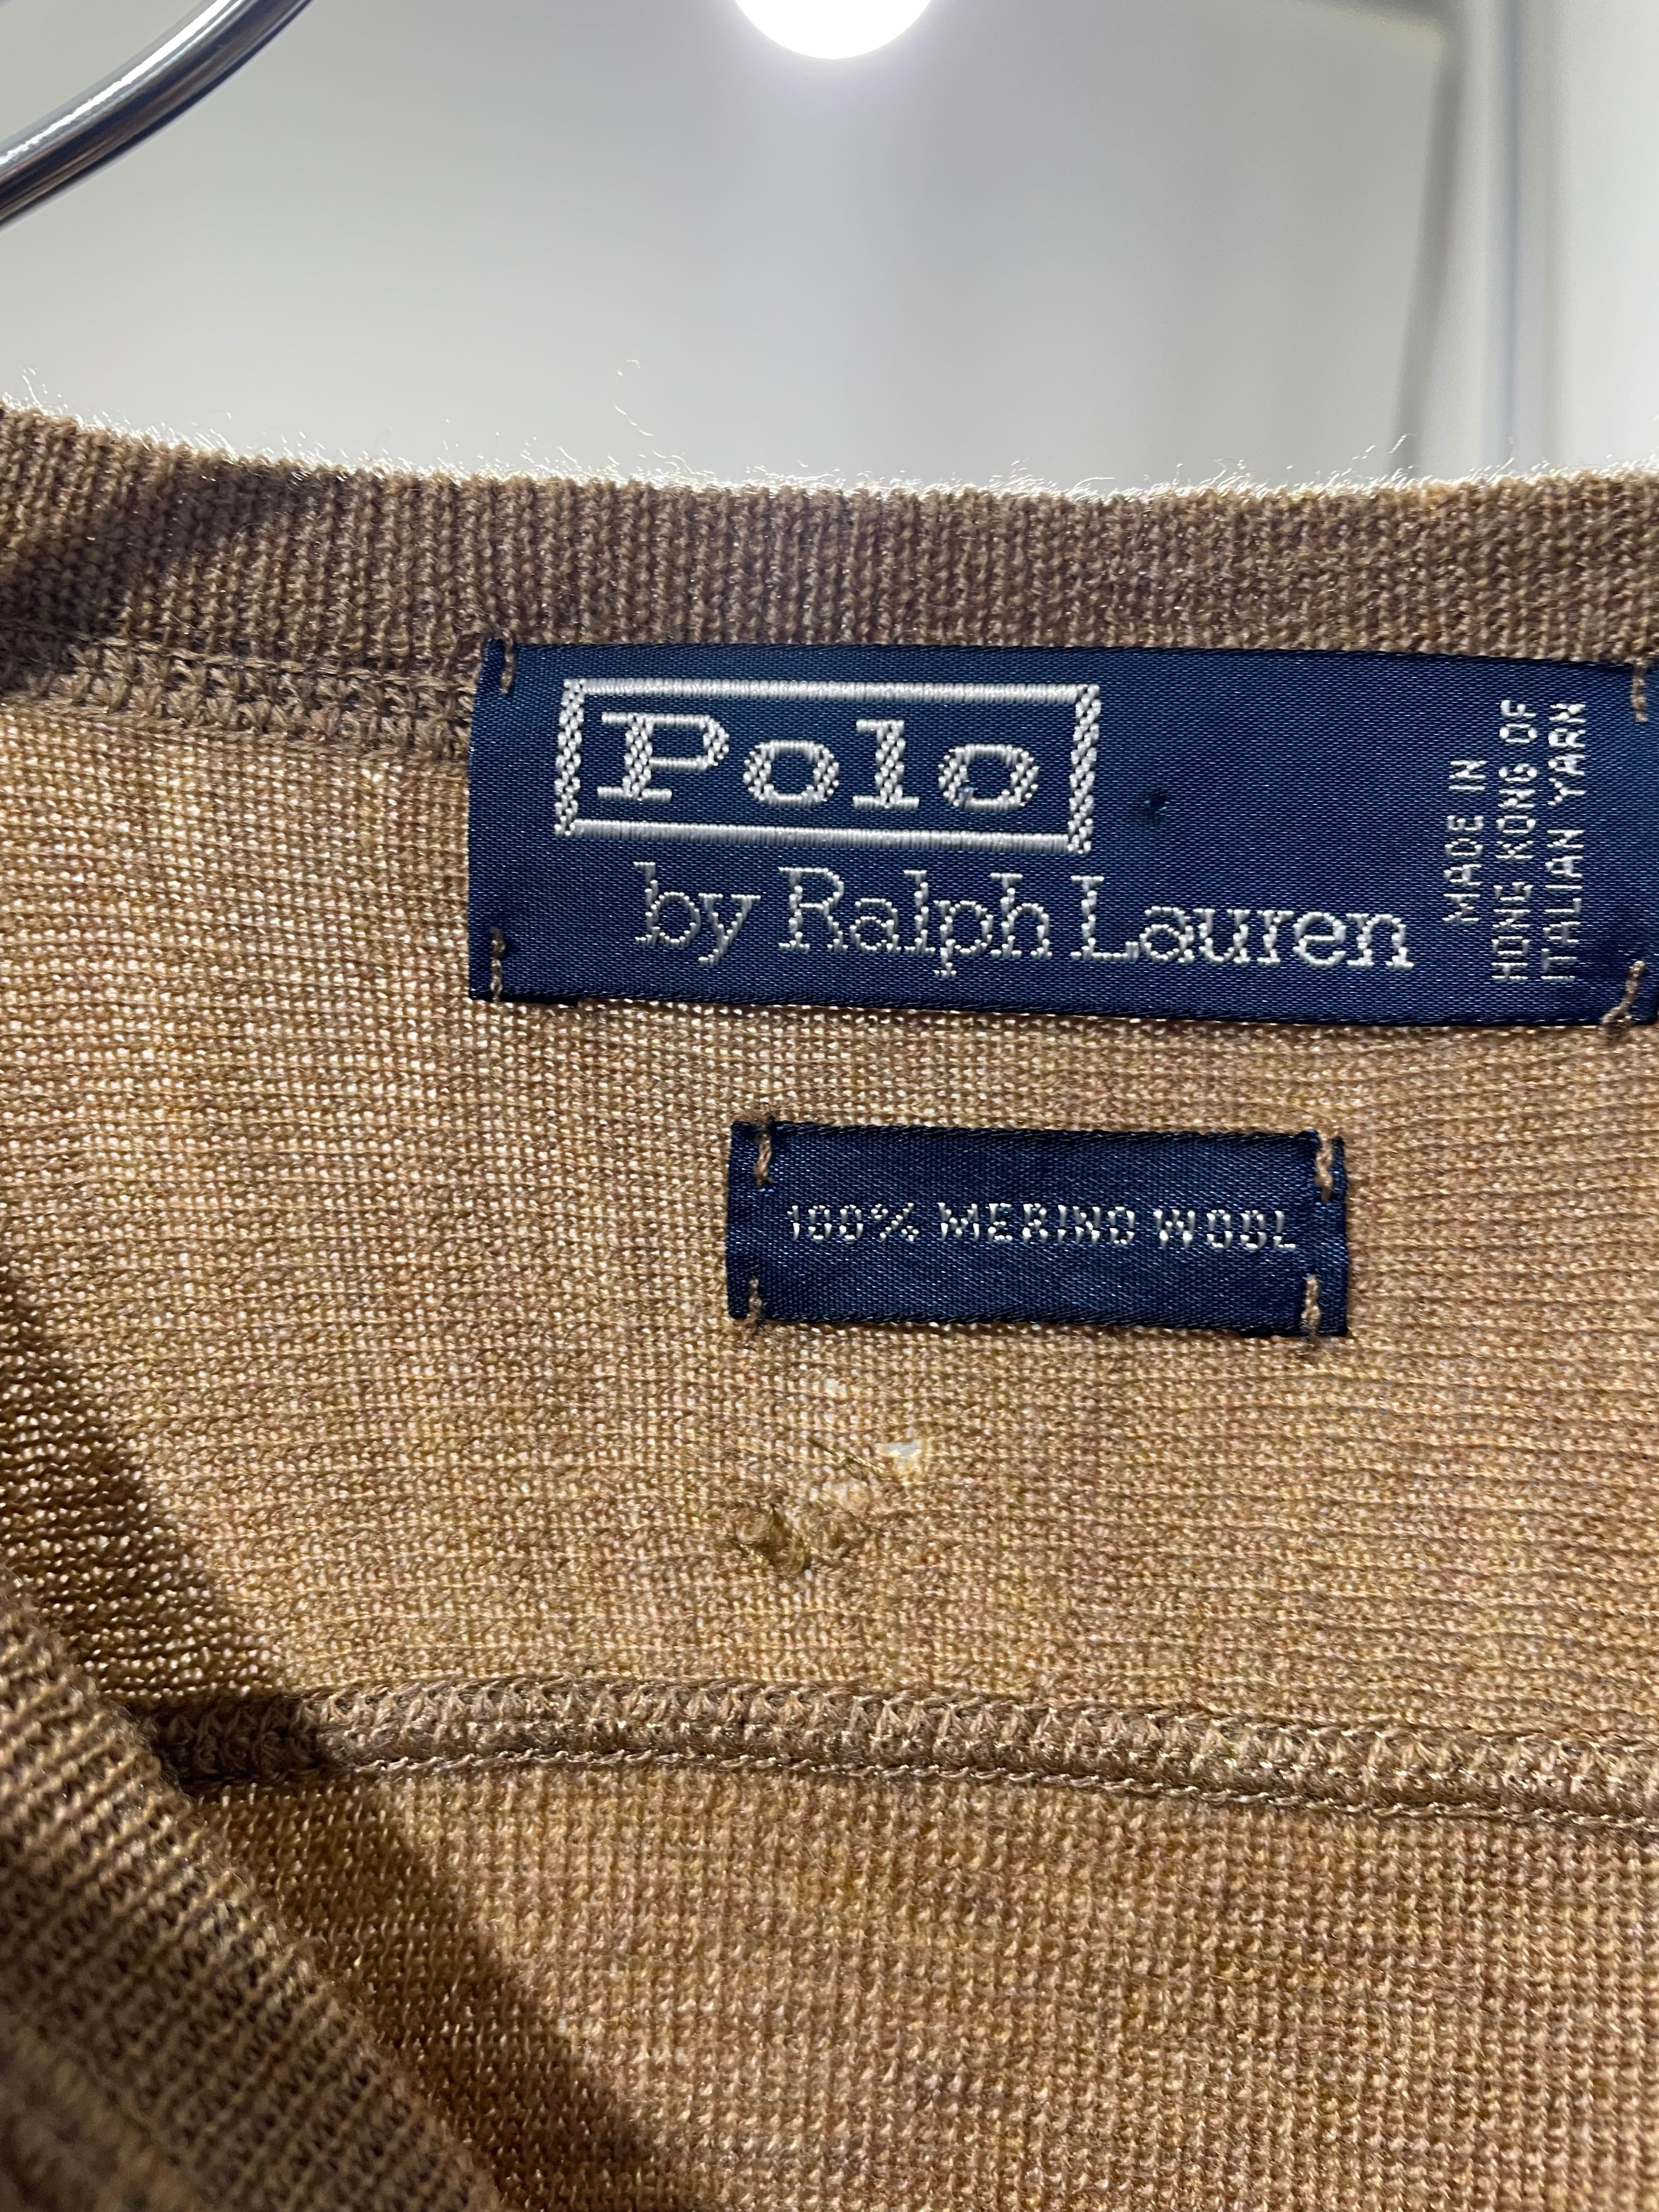 Polo
by Ralph Lauren
MADE IN
HONG KONG OF
ITALIAN YARN
100% MERINO WOOL